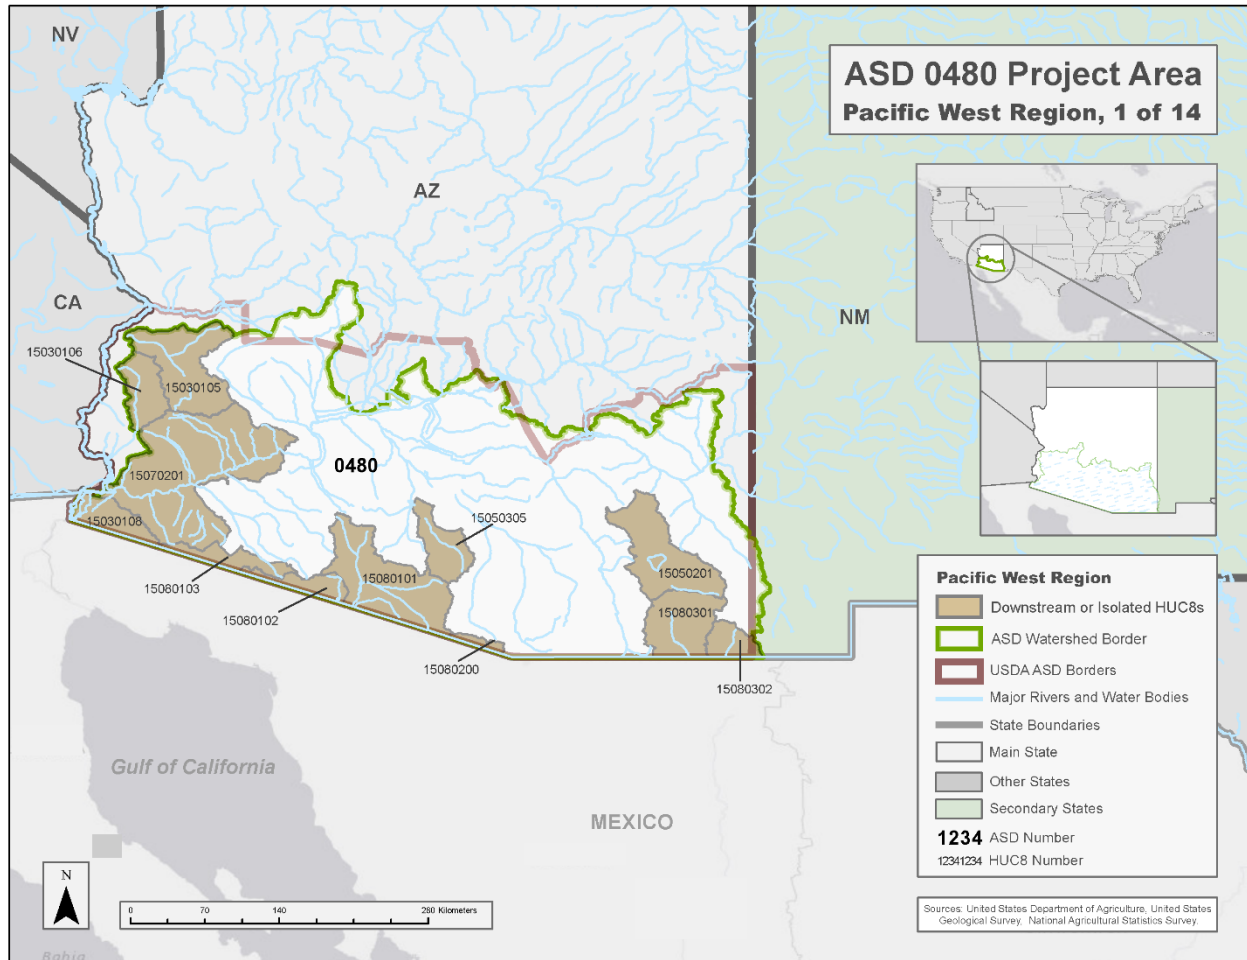 NV
ASD 0480 Project Area
Pacific West Region, 1 of 14
AZ
CA
NM
15030106
15030105
0480
15070201
15030108
15050305
15080101
15050201
15080103
15080102
15080301
15080200
15080302
Gulf of California
MEXICO
Pacific West Region
Downstream or Isolated HUC8s
ASD Watershed Border
USDA ASD Borders
Major Rivers and Water Bodies
State Boundaries
Main State
Other States
Secondary States
1234 ASD Number
12341234 HUC8 Number
N
0 70 140 280 Kilometers
Sources: United States Department of Agriculture, United States
Geological Survey, National Agricultural Statistics Survey.
Bahia